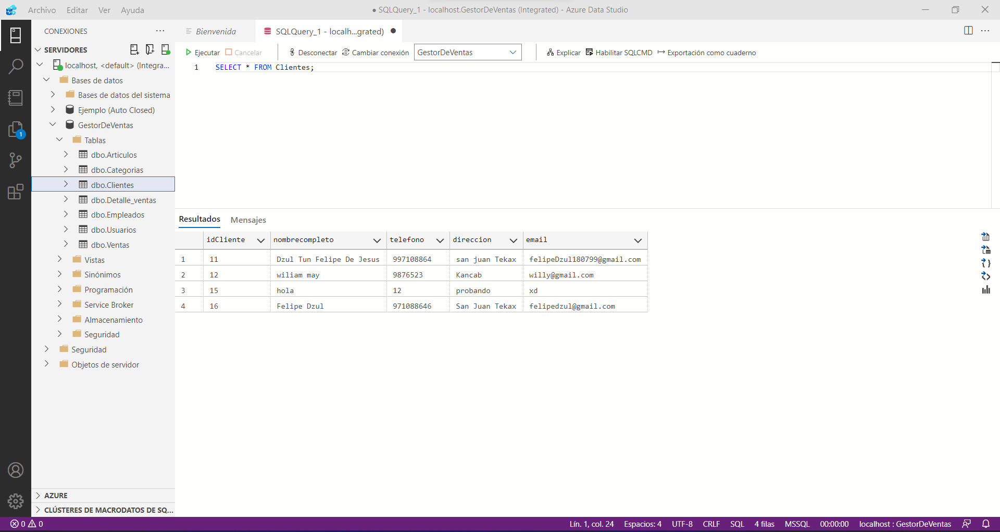 Archivo Editar Ver Ayuda
● SQLQuery_1 - localhost.GestorDeVentas (Integrated) - Azure Data Studio
CONEXIONES
SERVIDORES
localhost, <default> (Integra...
Bases de datos
Bases de datos del sistema
Ejemplo (Auto Closed)
GestorDeVentas
Tablas
dbo.Articulos
dbo.Categorias
dbo.Clientes
dbo.Detalle_ventas
dbo.Empleados
dbo.Usuarios
dbo.Ventas
Vistas
Sinónimos
Programación
Service Broker
Almacenamiento
Seguridad
Seguridad
Objetos de servidor
AZURE
CLÚSTERES DE MACRODATOS DE SQ...
1
Bienvenida SQLQuery_1 - localh...grated) ●
Ejecutar Cancelar Desconectar Cambiar conexión GestorDeVentas Explicar Habilitar SQLCMD Exportación como cuaderno
1 SELECT * FROM Clientes;
Resultados Mensajes
idCliente nombrecompleto telefono direccion email
1 11 Dzul Tun Felipe De Jesus 997108864 san juan Tekax felipeDzul180799@gmail.com
2 12 wiliam may 9876523 Kancab willy@gmail.com
3 15 hola 12 probando xd
4 16 Felipe Dzul 971088646 San Juan Tekax felipedzul@gmail.com
0 0 Lín. 1, col. 24 Espacios: 4 UTF-8 CRLF SQL 4 filas MSSQL 00:00:00 localhost : GestorDeVentas